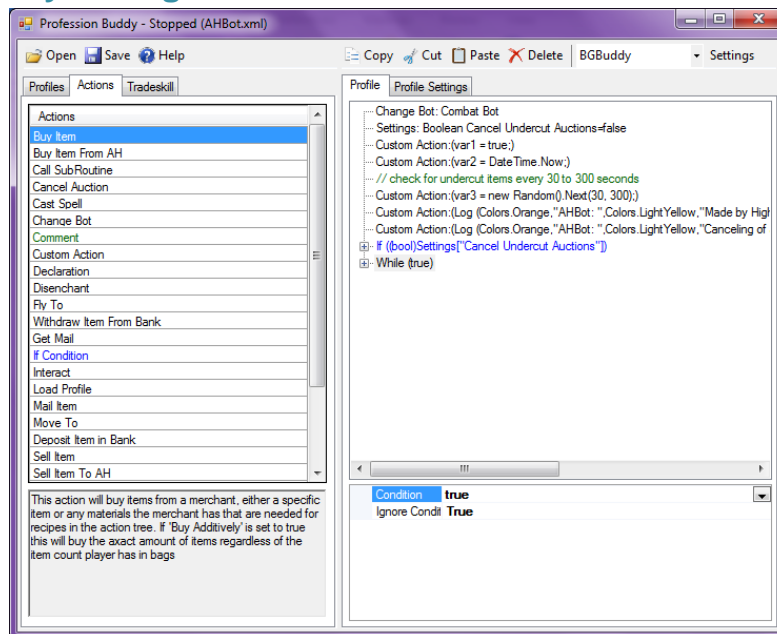 Profession Buddy - Stopped (AHBot.xml)
Open Save Help Copy Cut Paste Delete BGBuddy Settings
Profiles Actions Tradeskill
Actions
Buy Item
Buy Item From AH
Call SubRoutine
Cancel Auction
Cast Spell
Change Bot
Comment
Custom Action
Declaration
Disenchant
Fly To
Withdraw Item From Bank
Get Mail
If Condition
Interact
Load Profile
Mail Item
Move To
Deposit Item in Bank
Sell Item
Sell Item To AH
This action will buy items from a merchant, either a specific
item or any materials the merchant has that are needed for
recipes in the action tree. If 'Buy Additively' is set to true
this will buy the axact amount of items regardless of the
item count player has in bags
Profile Profile Settings
Change Bot: Combat Bot
Settings: Boolean Cancel Undercut Auctions=false
Custom Action:(var1 = true;)
Custom Action:(var2 = DateTime.Now;)
// check for undercut items every 30 to 300 seconds
Custom Action:(var3 = new Random().Next(30, 300);)
Custom Action:(Log (Colors.Orange,"AHBot: ",Colors.LightYellow,"Made by High
Custom Action:(Log (Colors.Orange,"AHBot: ",Colors.LightYellow,"Canceling of
If ((bool)Settings["Cancel Undercut Auctions"])
While (true)
Condition true
Ignore Condit True